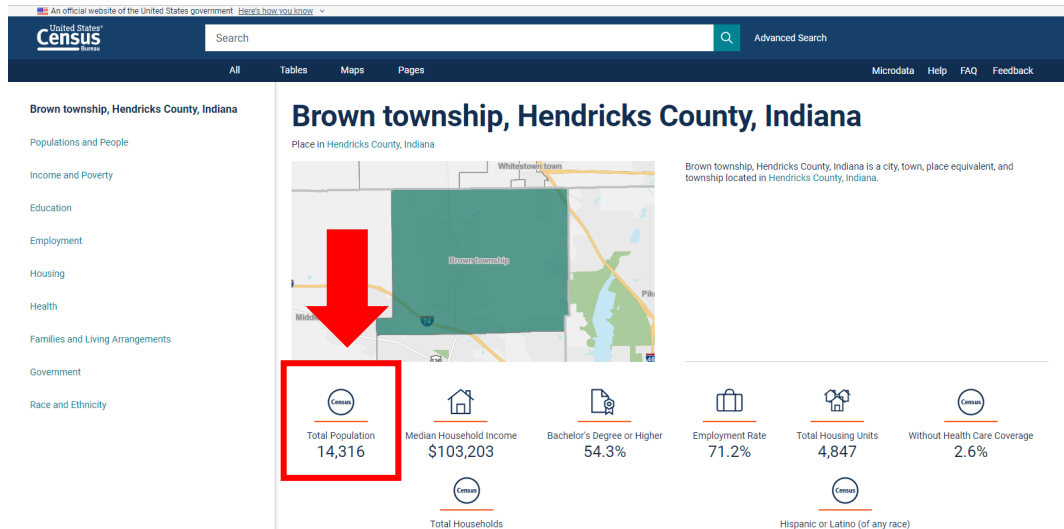 An official website of the United States government Here's how you know
United States®
Census
Bureau
Search
Advanced Search
All Tables Maps Pages
Microdata Help FAQ Feedback
Brown township, Hendricks County, Indiana
Populations and People
Income and Poverty
Education
Employment
Housing
Health
Families and Living Arrangements
Government
Race and Ethnicity
Brown township, Hendricks County, Indiana
Place in Hendricks County, Indiana
Whitestown town
Brown township
Pike
74
Brown township, Hendricks County, Indiana is a city, town, place equivalent, and
township located in Hendricks County, Indiana.
Census
Total Population
14,316
Median Household Income
$103,203
Bachelor's Degree or Higher
54.3%
Employment Rate
71.2%
Total Housing Units
4,847
Census
Without Health Care Coverage
2.6%
Census
Total Households
Census
Hispanic or Latino (of any race)